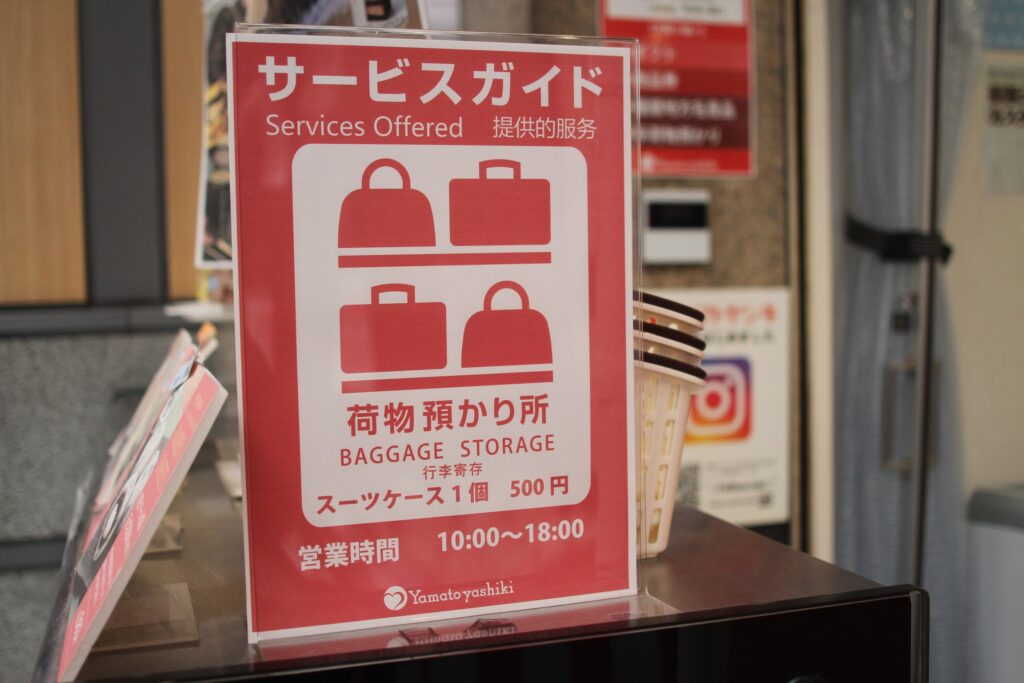 サービスガイド
Services Offered 提供的服务
荷物預かり所
BAGGAGE STORAGE
行李寄存
スーツケース1個 500円
営業時間 10:00～18:00
Yamatoyashiki